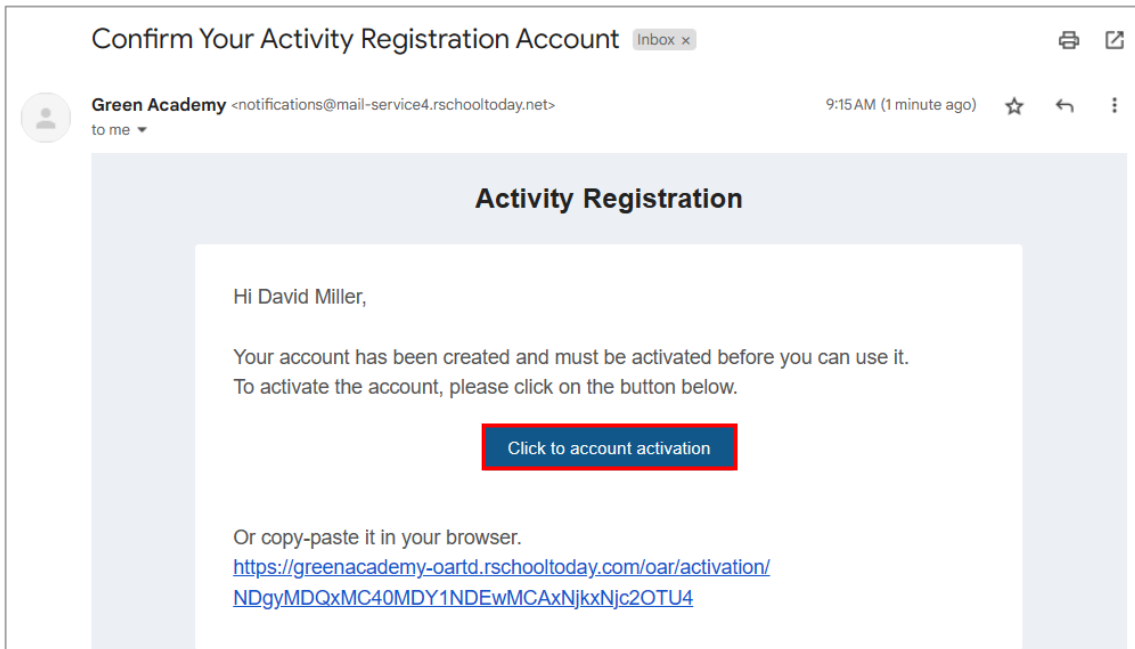 Confirm Your Activity Registration Account Inbox ×
Green Academy <notifications@mail-service4.rschooltoday.net> 9:15 AM (1 minute ago)
to me
Activity Registration
Hi David Miller,
Your account has been created and must be activated before you can use it.
To activate the account, please click on the button below.
Click to account activation
Or copy-paste it in your browser.
https://greenacademy-oartd.rschooltoday.com/oar/activation/
NDgyMDQxMC40MDY1NDEwMCAxNjkxNjc2OTU4